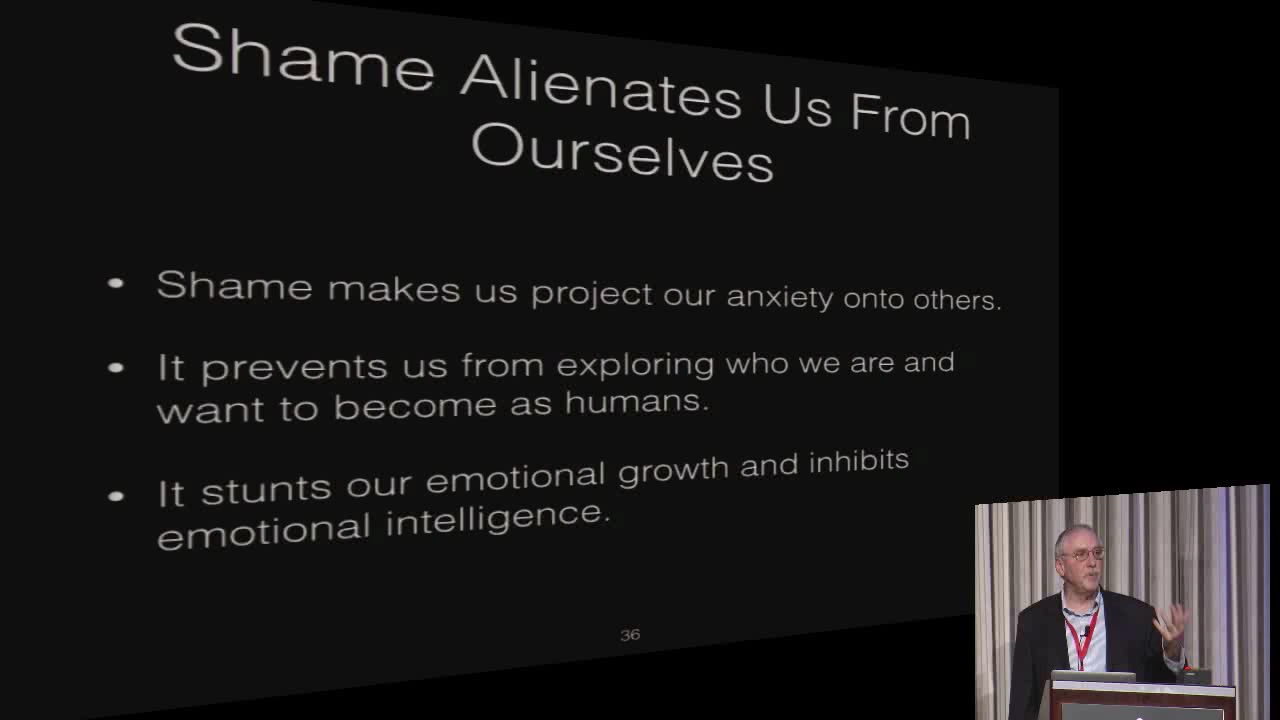 Shame Alienates Us From
Ourselves
• Shame makes us project our anxiety onto others.
• It prevents us from exploring who we are and
want to become as humans.
• It stunts our emotional growth and inhibits
emotional intelligence.
36